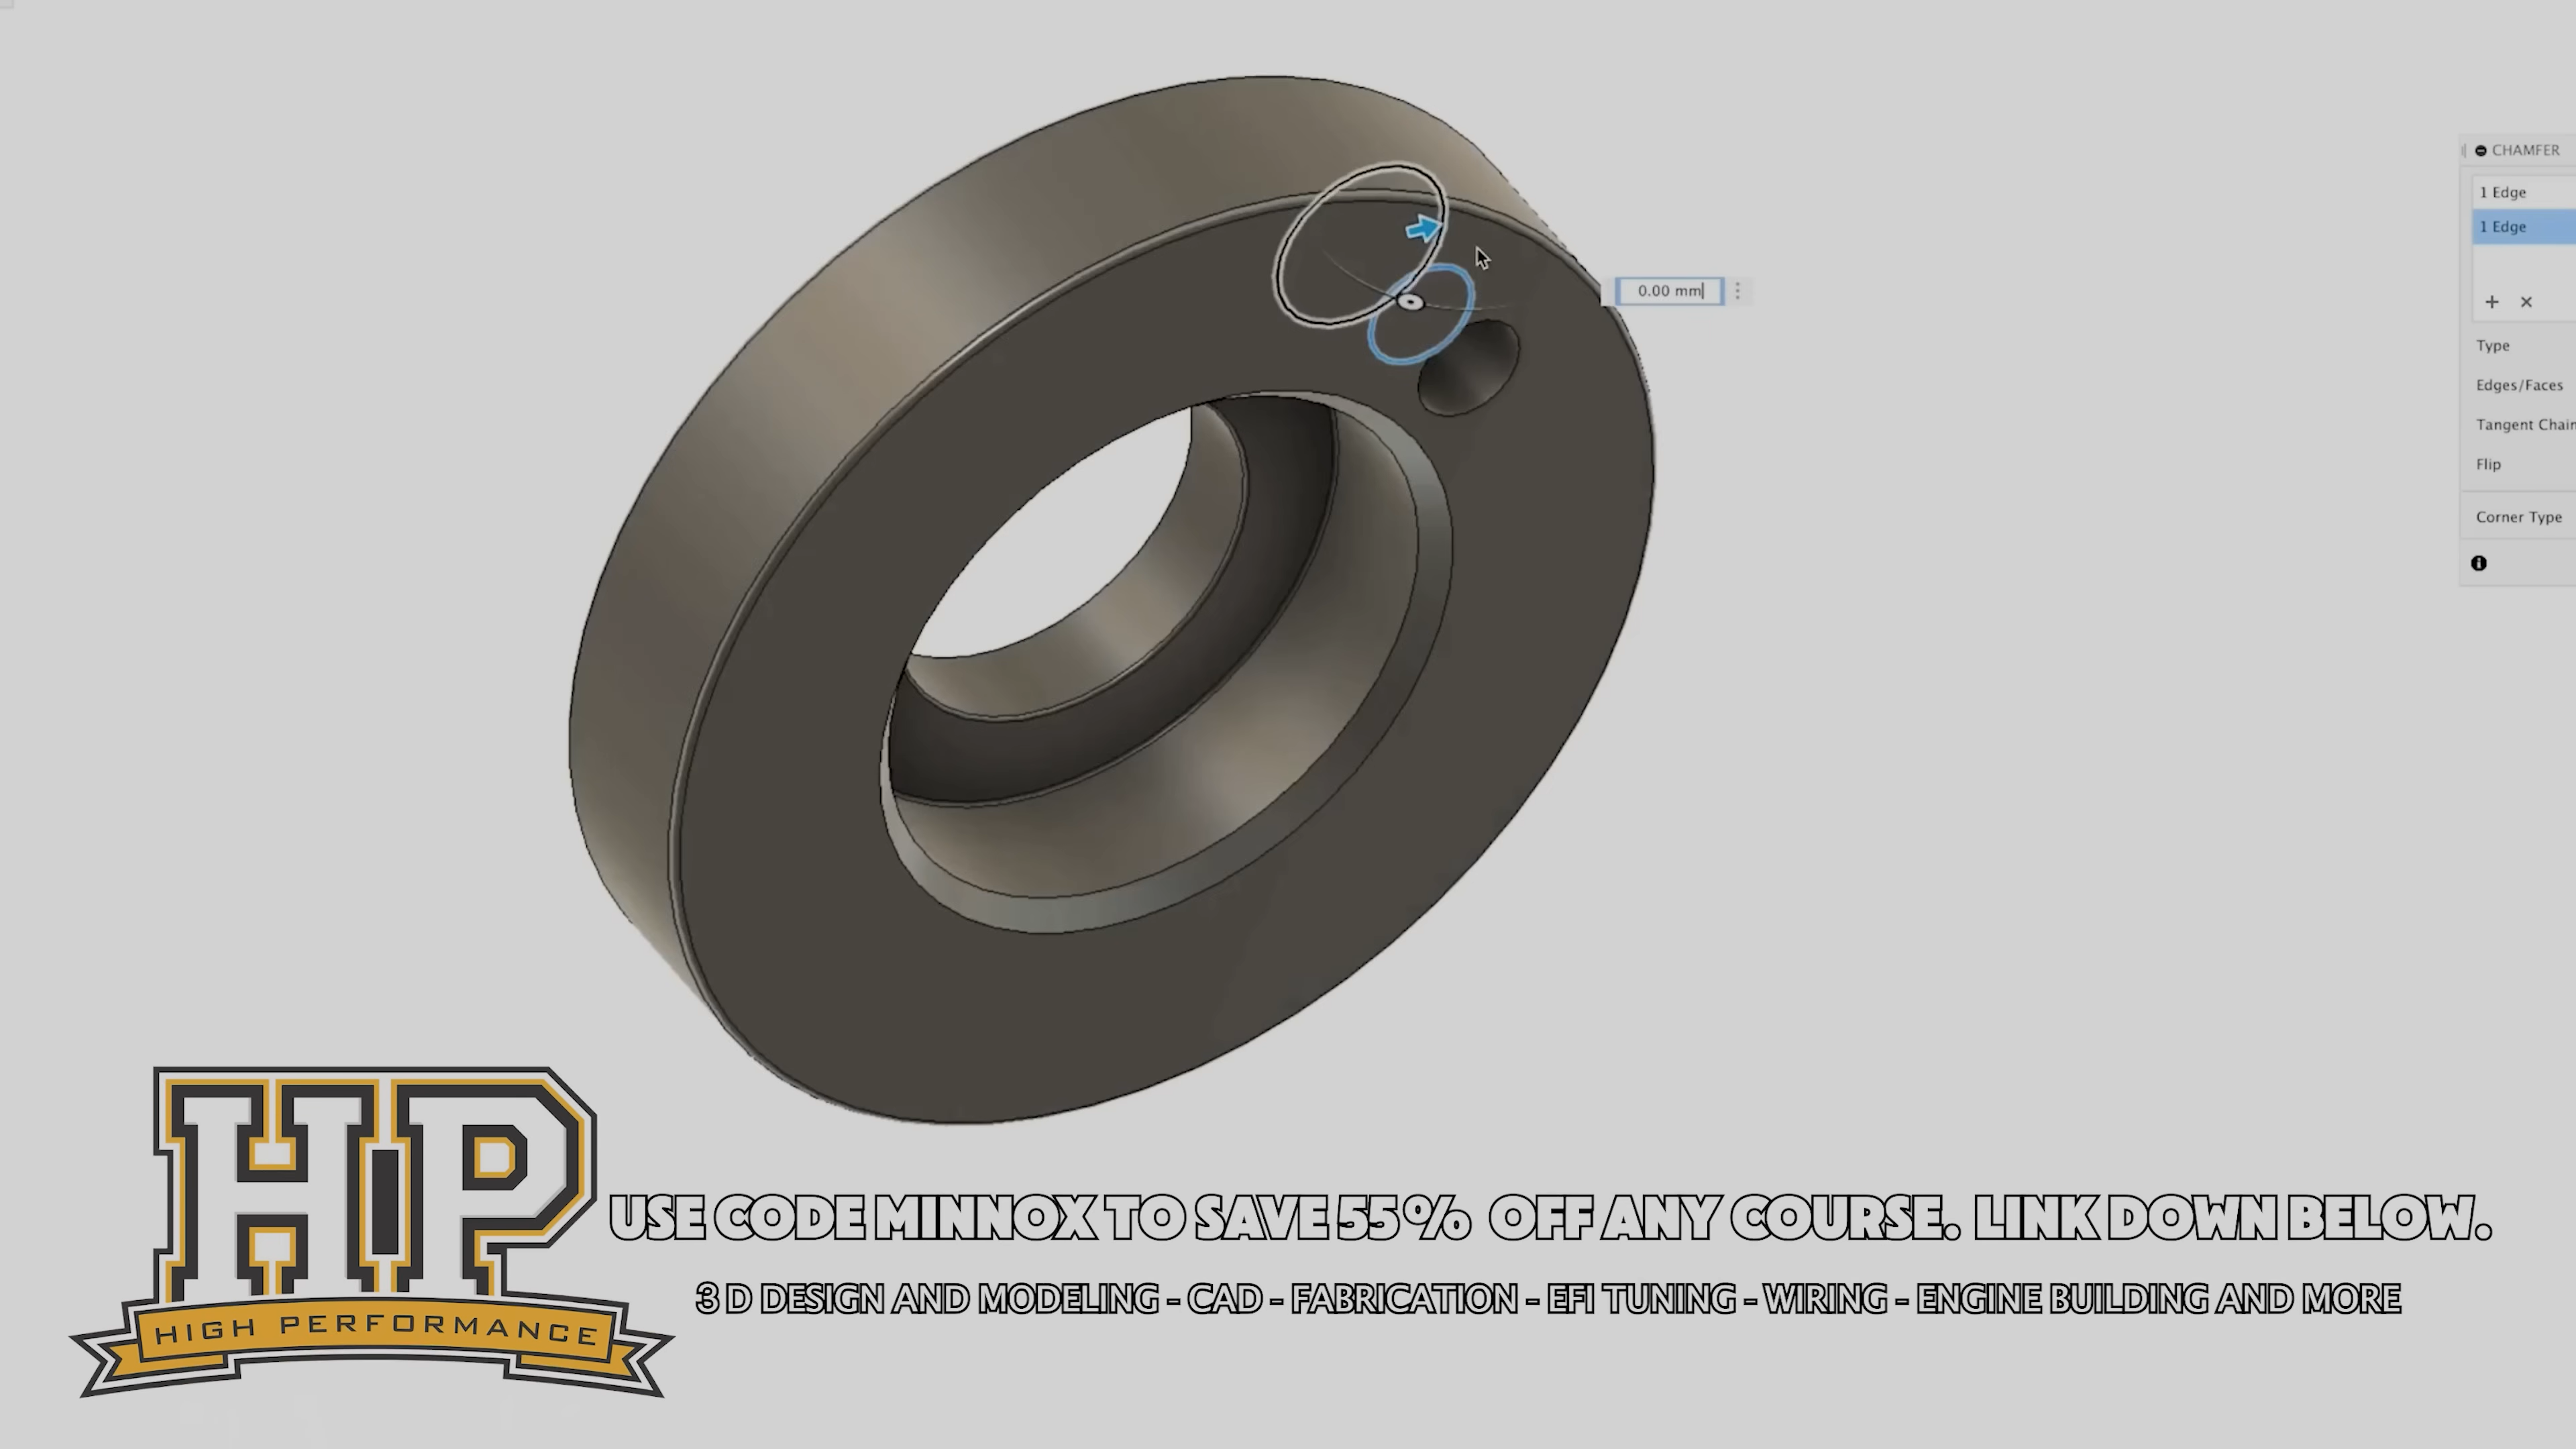 CHAMFER
1 Edge
1 Edge
0.00 mm
Type
Edges/Faces
Tangent Chain
Flip
Corner Type
HP
HIGH PERFORMANCE
USE CODE MINNOX TO SAVE 55% OFF ANY COURSE. LINK DOWN BELOW.
3D DESIGN AND MODELING - CAD - FABRICATION - EFI TUNING - WIRING - ENGINE BUILDING AND MORE